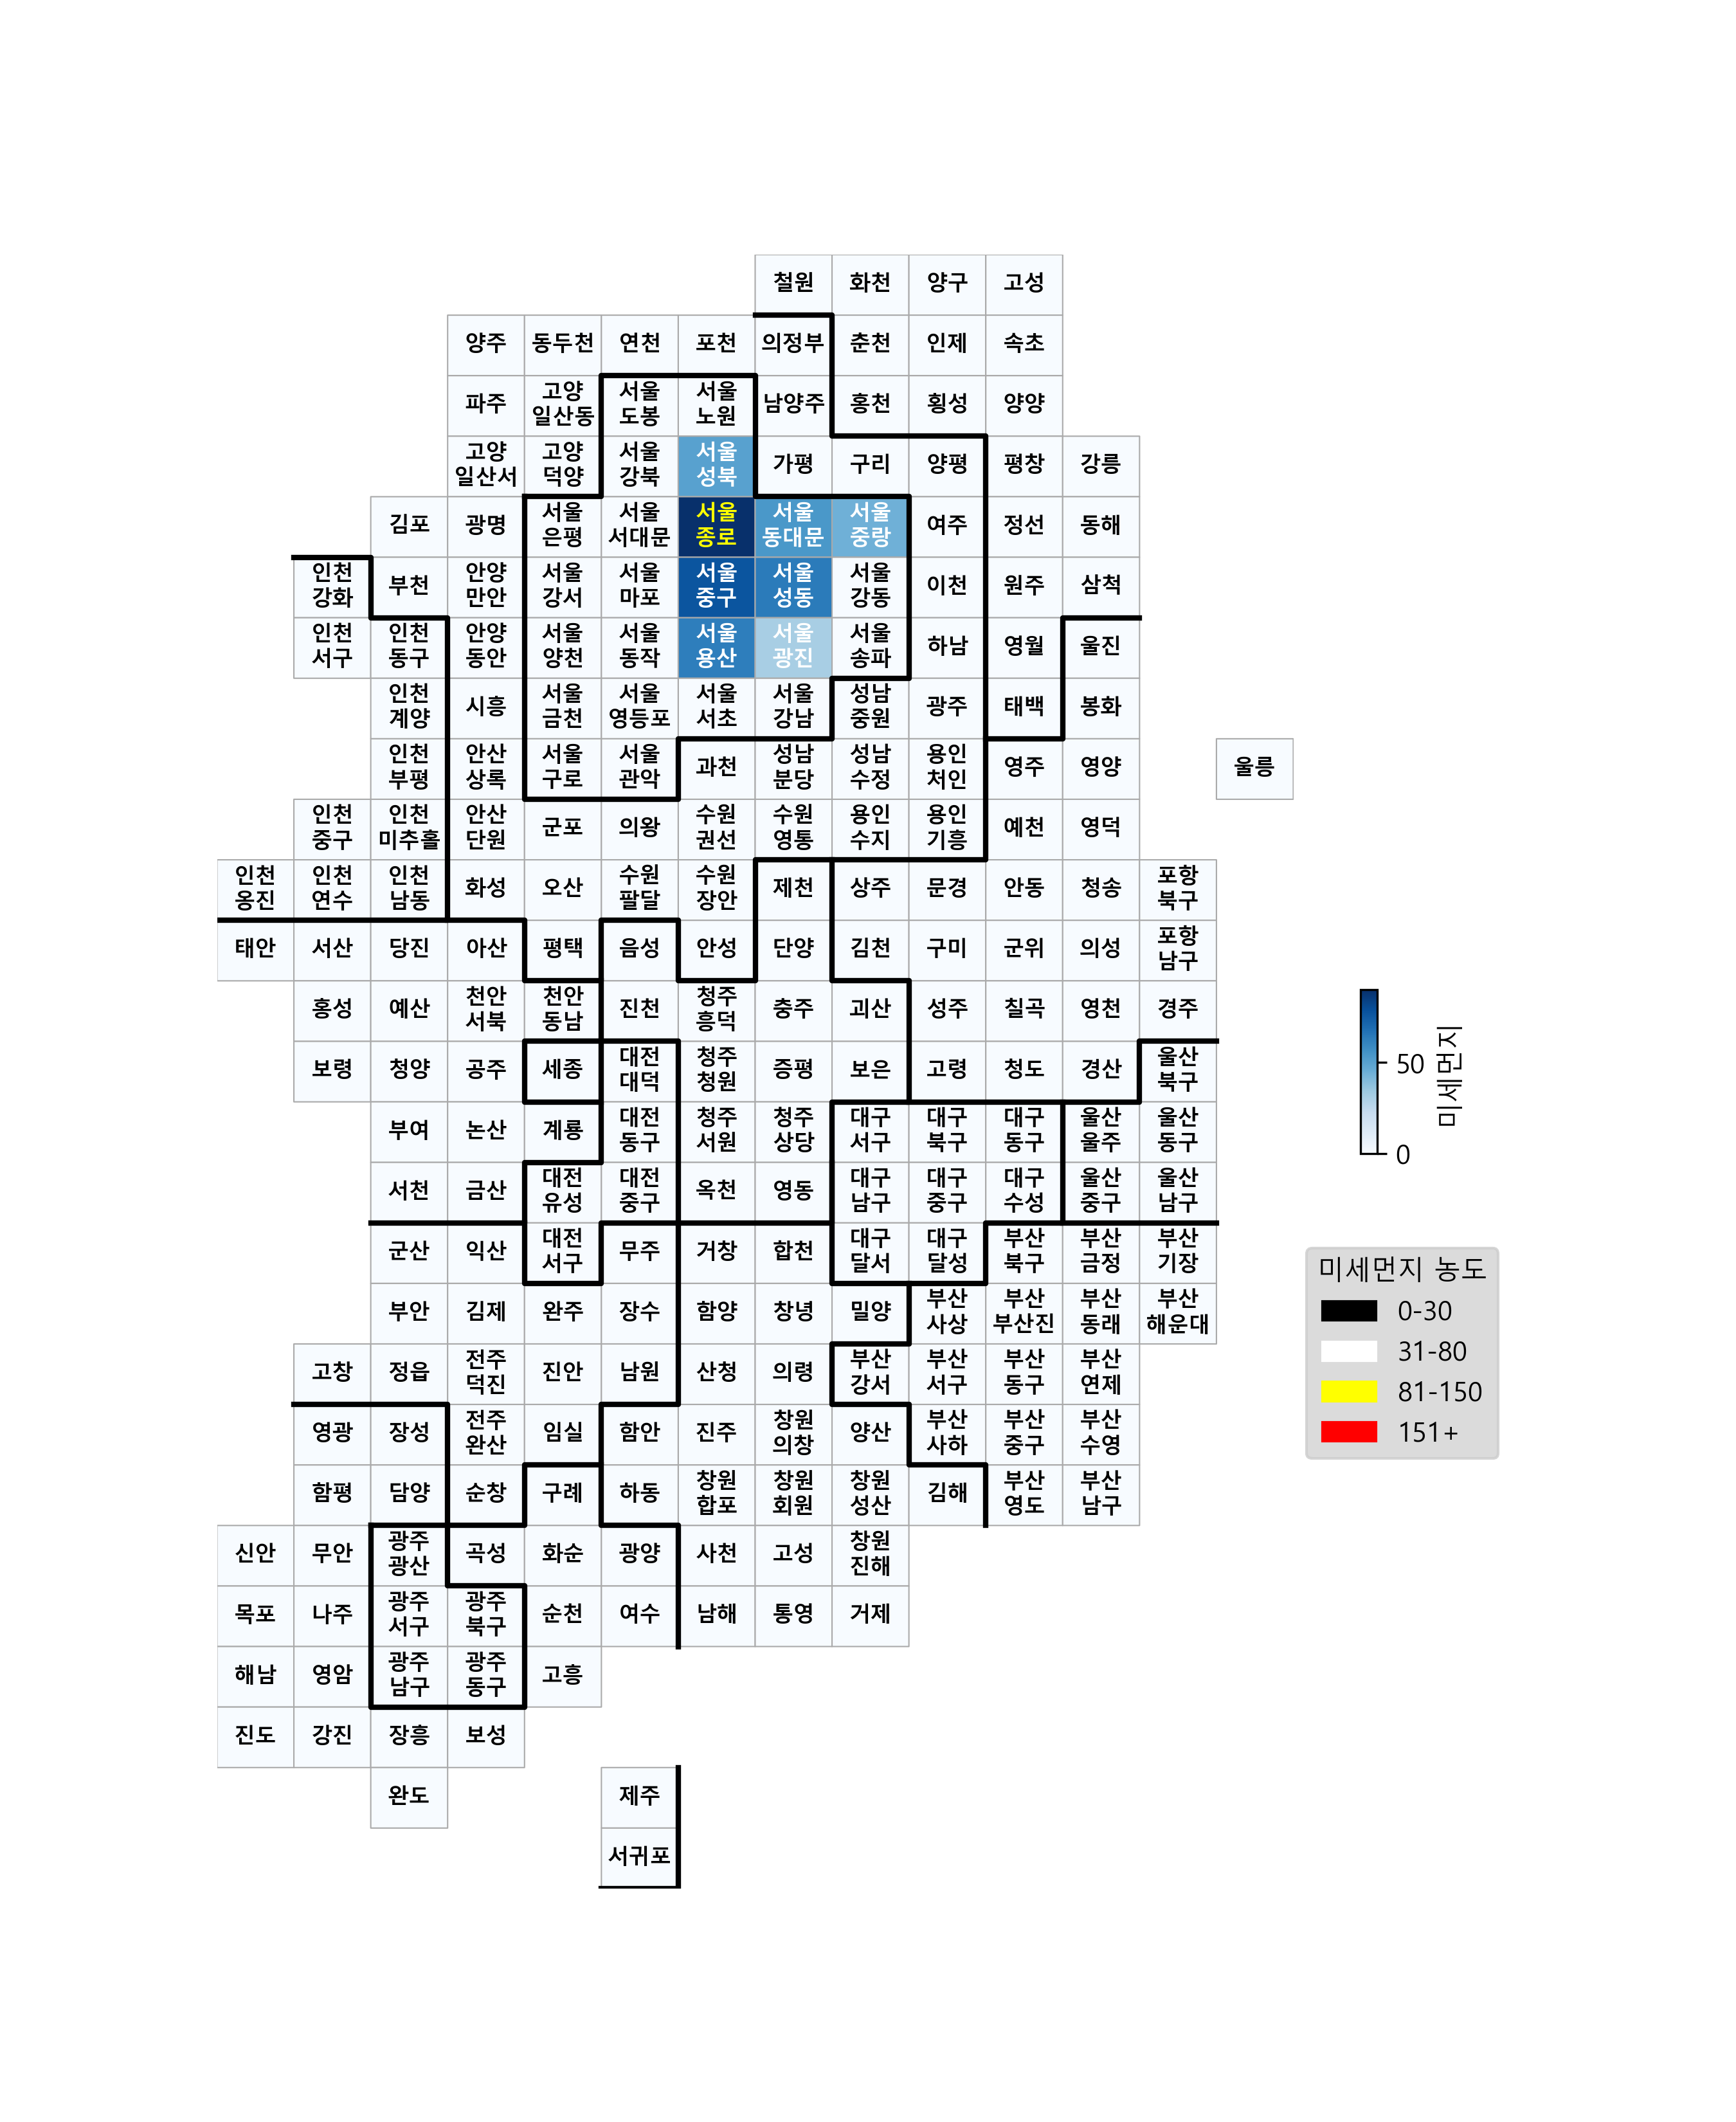 철원 화천 양구 고성
양주 동두천 연천 포천 의정부 춘천 인제 속초
파주 고양 일산동 서울 도봉 서울 노원 남양주 홍천 횡성 양양
고양 일산서 고양 덕양 서울 강북 서울 성북 가평 구리 양평 평창 강릉
김포 광명 서울 은평 서울 서대문 서울 종로 서울 동대문 서울 중랑 여주 정선 동해
인천 강화 부천 안양 만안 서울 강서 서울 마포 서울 중구 서울 성동 서울 강동 이천 원주 삼척
인천 서구 인천 동구 안양 동안 서울 양천 서울 동작 서울 용산 서울 광진 서울 송파 하남 영월 울진
인천 계양 시흥 서울 금천 서울 영등포 서울 서초 서울 강남 성남 중원 광주 태백 봉화
인천 부평 안산 상록 서울 구로 서울 관악 과천 성남 분당 성남 수정 용인 처인 영주 영양 울릉
인천 중구 인천 미추홀 안산 단원 군포 의왕 수원 권선 수원 영통 용인 수지 용인 기흥 예천 영덕
인천 옹진 인천 연수 인천 남동 화성 오산 수원 팔달 수원 장안 제천 상주 문경 안동 청송 포항 북구
태안 서산 당진 아산 평택 음성 안성 단양 김천 구미 군위 의성 포항 남구
홍성 예산 천안 서북 천안 동남 진천 청주 흥덕 충주 괴산 성주 칠곡 영천 경주
보령 청양 공주 세종 대전 대덕 청주 청원 증평 보은 고령 청도 경산 울산 북구
부여 논산 계룡 대전 동구 청주 서원 청주 상당 대구 서구 대구 북구 대구 동구 울산 울주 울산 동구
서천 금산 대전 유성 대전 중구 옥천 영동 대구 남구 대구 중구 대구 수성 울산 중구 울산 남구
군산 익산 대전 서구 무주 거창 합천 대구 달서 대구 달성 부산 북구 부산 금정 부산 기장
부안 김제 완주 장수 함양 창녕 밀양 부산 사상 부산 부산진 부산 동래 부산 해운대
고창 정읍 전주 덕진 진안 남원 산청 의령 부산 강서 부산 서구 부산 동구 부산 연제
영광 장성 전주 완산 임실 함안 진주 창원 의창 양산 부산 사하 부산 중구 부산 수영
함평 담양 순창 구례 하동 창원 합포 창원 회원 창원 성산 김해 부산 영도 부산 남구
신안 무안 광주 광산 곡성 화순 광양 사천 고성 창원 진해
목포 나주 광주 서구 광주 북구 순천 여수 남해 통영 거제
해남 영암 광주 남구 광주 동구 고흥
진도 강진 장흥 보성
완도 제주
서귀포
50
0
미세먼지
미세먼지 농도
0-30
31-80
81-150
151+